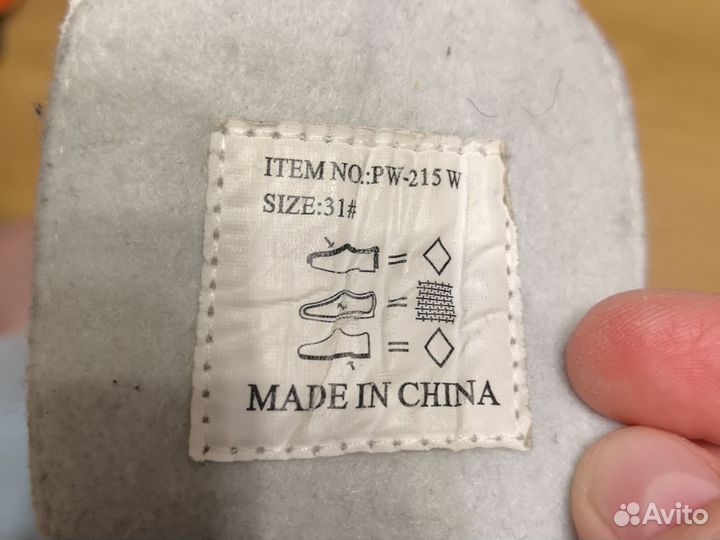 ITEM NO.:PW-215 W
SIZE:31#
=
=
=
MADE IN CHINA
Avito